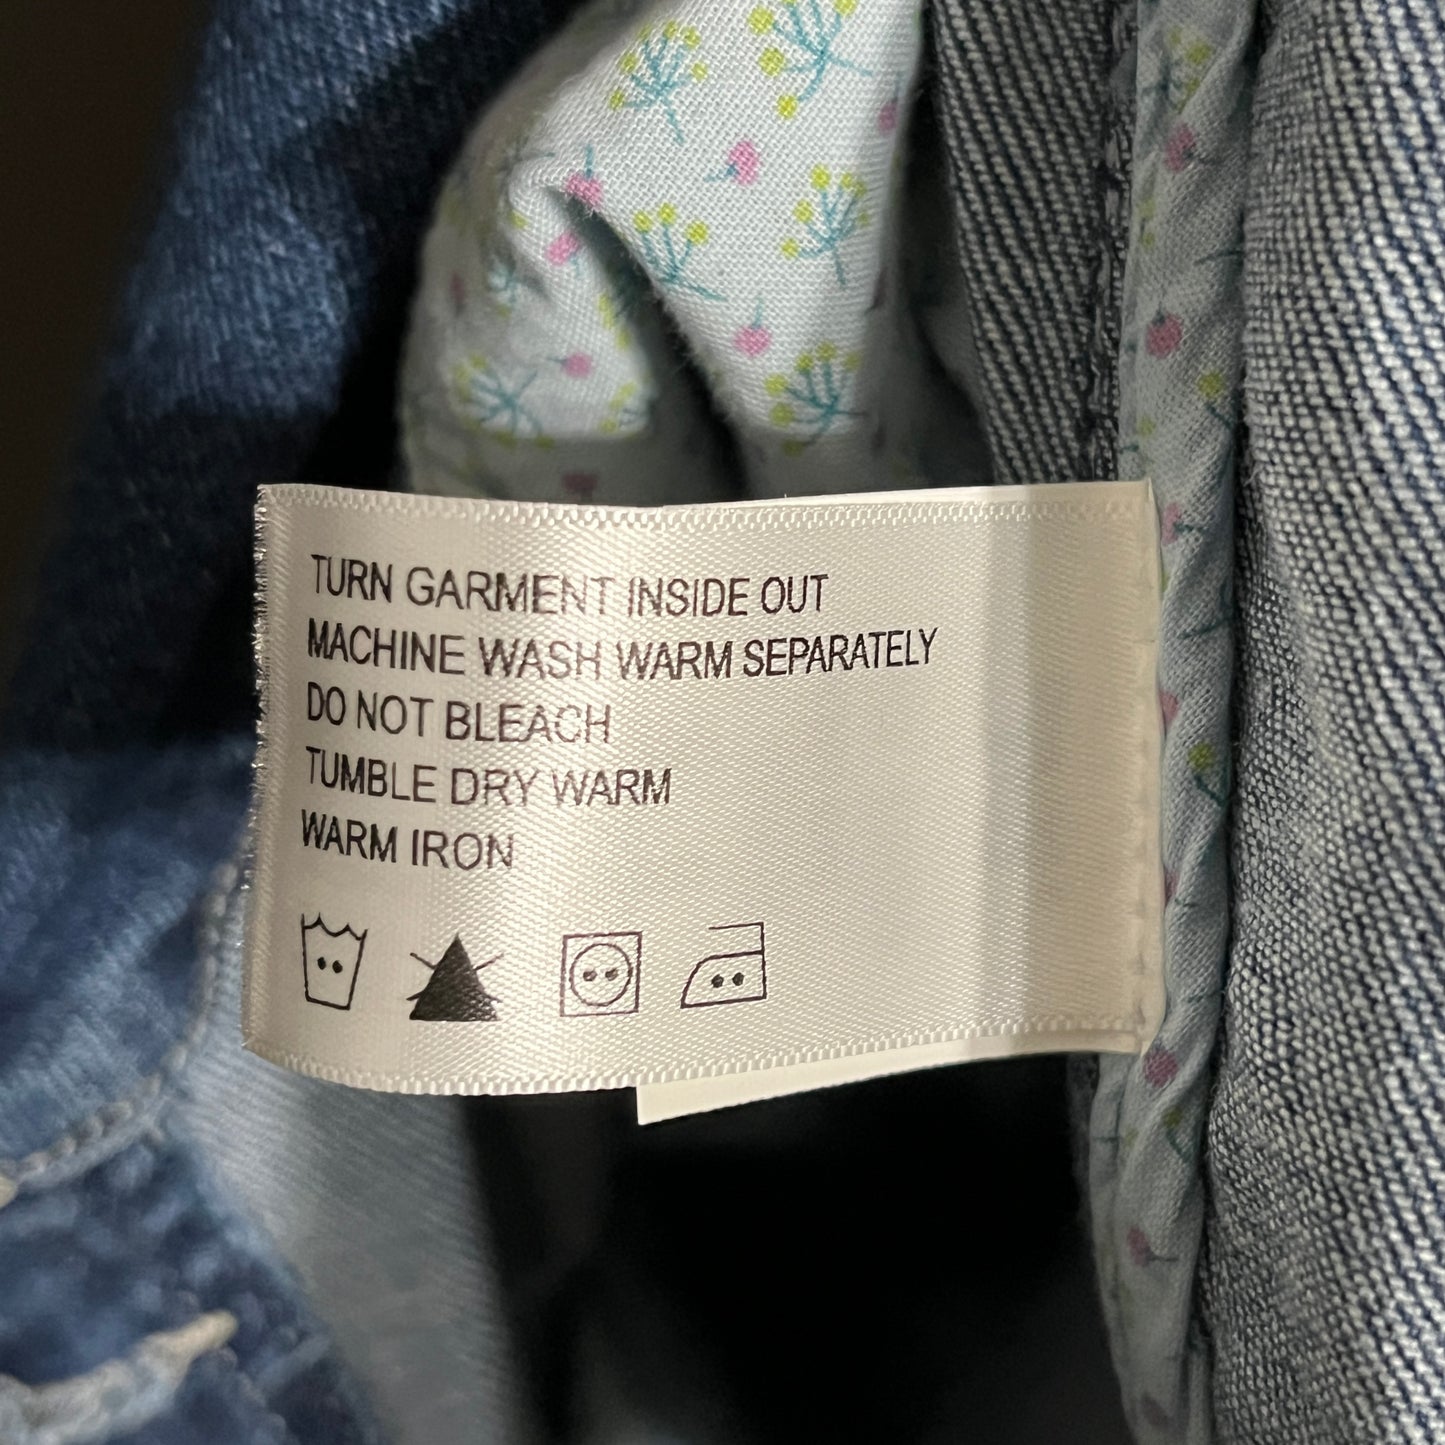 TURN GARMENT INSIDE OUT
MACHINE WASH WARM SEPARATELY
DO NOT BLEACH
TUMBLE DRY WARM
WARM IRON